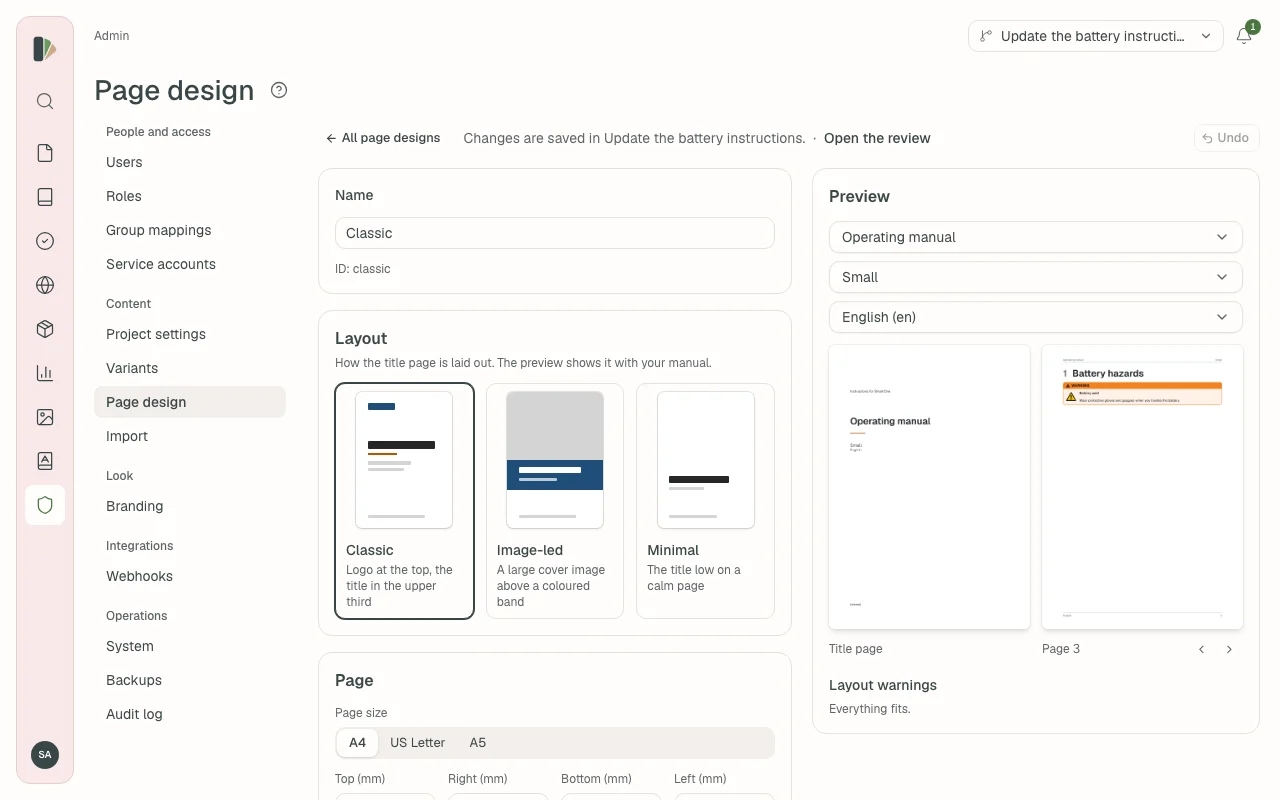 Admin
Update the battery instructi...
1
Page design
People and access
Users
Roles
Group mappings
Service accounts
Content
Project settings
Variants
Page design
Import
Look
Branding
Integrations
Webhooks
Operations
System
Backups
Audit log
SA
All page designs
Changes are saved in Update the battery instructions. · Open the review
Undo
Name
Classic
ID: classic
Layout
How the title page is laid out. The preview shows it with your manual.
Classic
Logo at the top, the
title in the upper
third
Image-led
A large cover image
above a coloured
band
Minimal
The title low on a
calm page
Page
Page size
A4
US Letter
A5
Top (mm)
Right (mm)
Bottom (mm)
Left (mm)
Preview
Operating manual
Small
English (en)
Operating manual
Small
English
1 Battery hazards
WARNING
Battery acid
Title page
Page 3
Layout warnings
Everything fits.